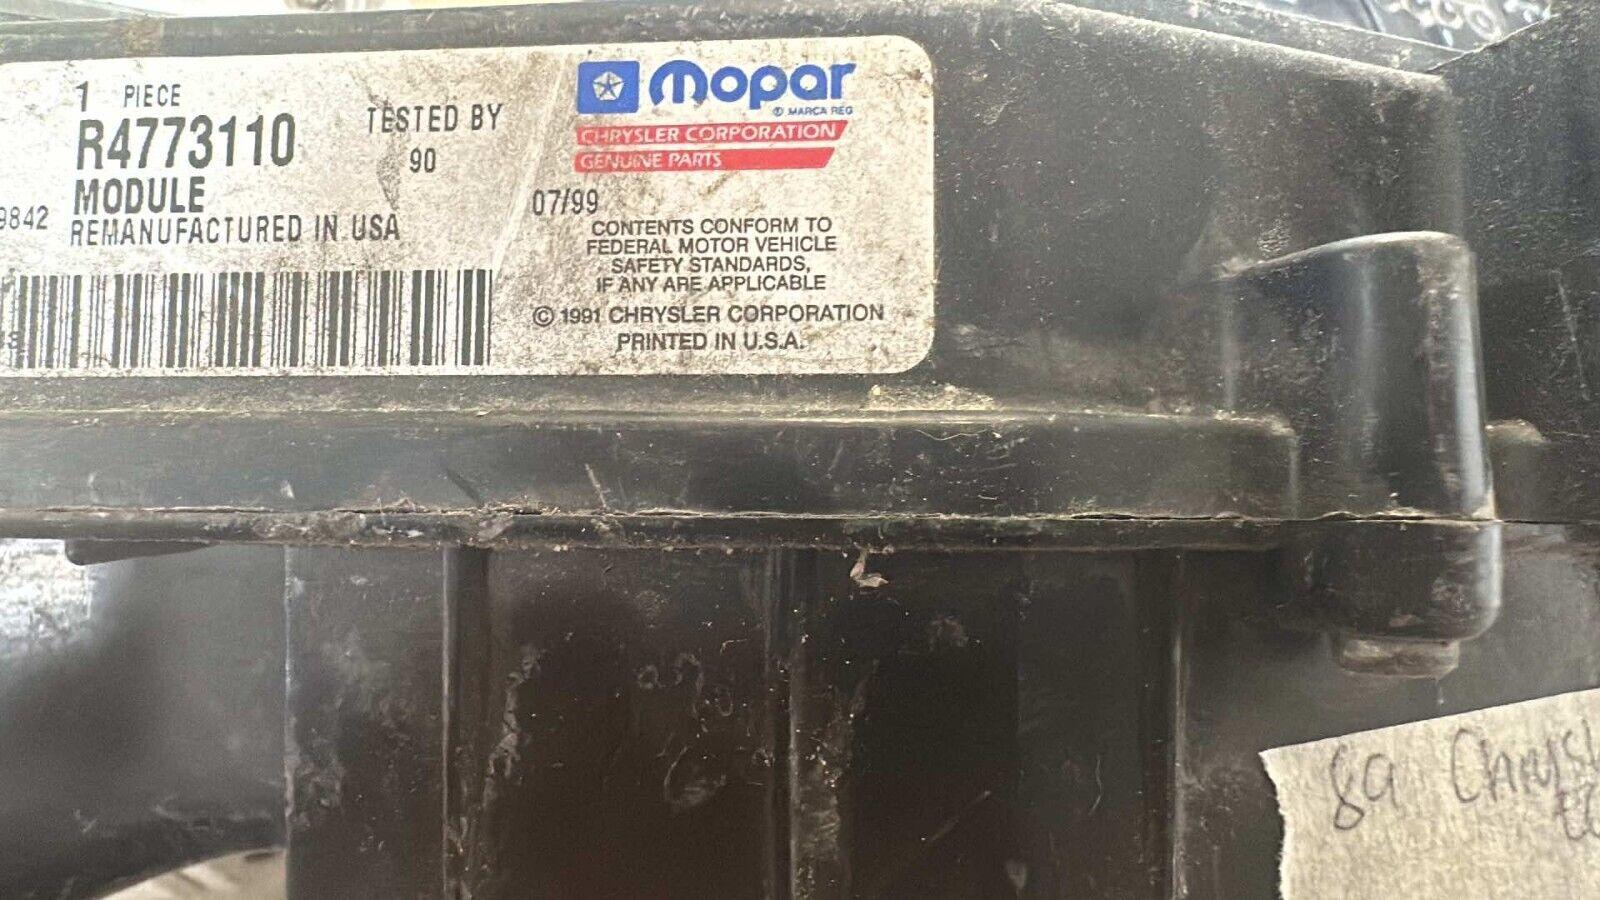 1 PIECE
R4773110
MODULE
9842 REMANUFACTURED IN USA
TESTED BY
90
Mopar
® MARCA REG
CHRYSLER CORPORATION
GENUINE PARTS
07/99
CONTENTS CONFORM TO
FEDERAL MOTOR VEHICLE
SAFETY STANDARDS,
IF ANY ARE APPLICABLE
© 1991 CHRYSLER CORPORATION
PRINTED IN U.S.A.
89 Chrysl